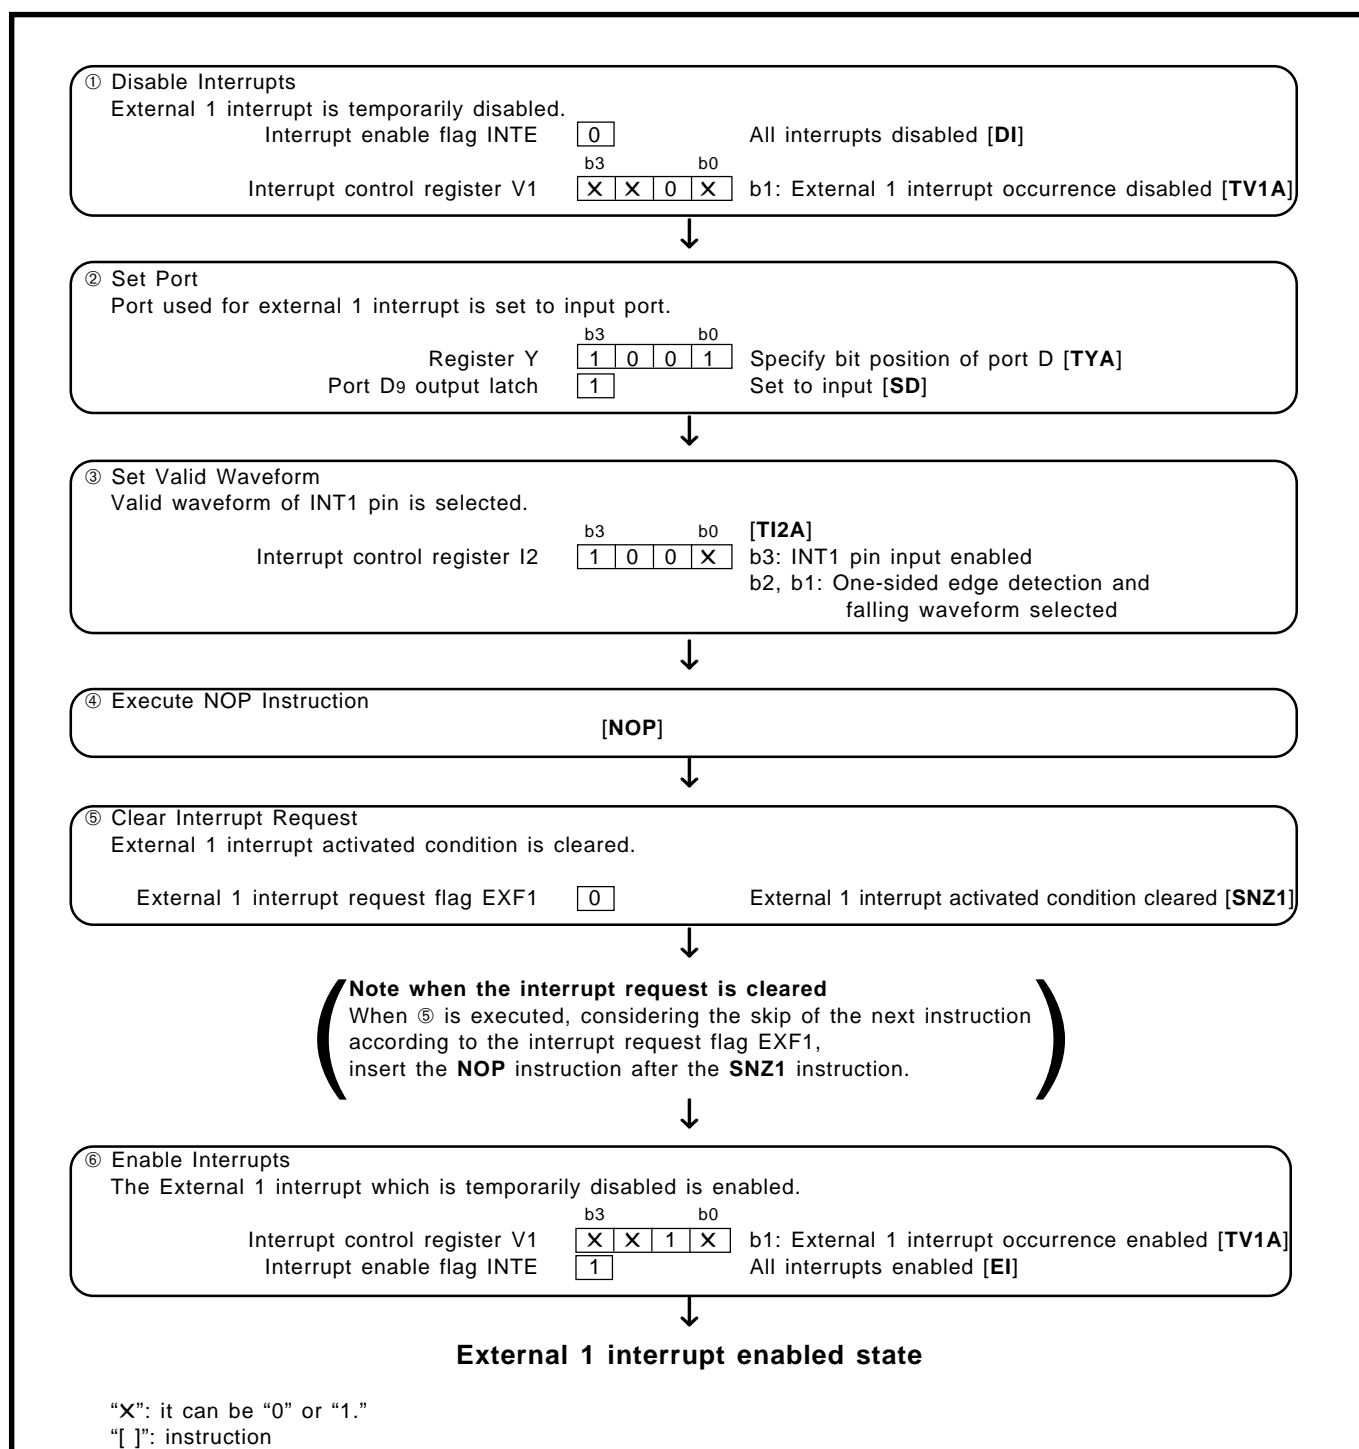 ① Disable Interrupts
External 1 interrupt is temporarily disabled.
Interrupt enable flag INTE 0 All interrupts disabled [DI]
b3 b0
Interrupt control register V1 X X 0 X b1: External 1 interrupt occurrence disabled [TV1A]
↓
② Set Port
Port used for external 1 interrupt is set to input port.
b3 b0
Register Y 1 0 0 1 Specify bit position of port D [TYA]
Port D9 output latch 1 Set to input [SD]
↓
③ Set Valid Waveform
Valid waveform of INT1 pin is selected.
b3 b0 [TI2A]
Interrupt control register I2 1 0 0 X b3: INT1 pin input enabled
b2, b1: One-sided edge detection and
falling waveform selected
↓
④ Execute NOP Instruction
[NOP]
↓
⑤ Clear Interrupt Request
External 1 interrupt activated condition is cleared.
External 1 interrupt request flag EXF1 0 External 1 interrupt activated condition cleared [SNZ1]
↓
Note when the interrupt request is cleared
When ⑤ is executed, considering the skip of the next instruction
according to the interrupt request flag EXF1,
insert the NOP instruction after the SNZ1 instruction.
↓
⑥ Enable Interrupts
The External 1 interrupt which is temporarily disabled is enabled.
b3 b0
Interrupt control register V1 X X 1 X b1: External 1 interrupt occurrence enabled [TV1A]
Interrupt enable flag INTE 1 All interrupts enabled [EI]
↓
External 1 interrupt enabled state
“X”: it can be “0” or “1.”
“[ ]”: instruction